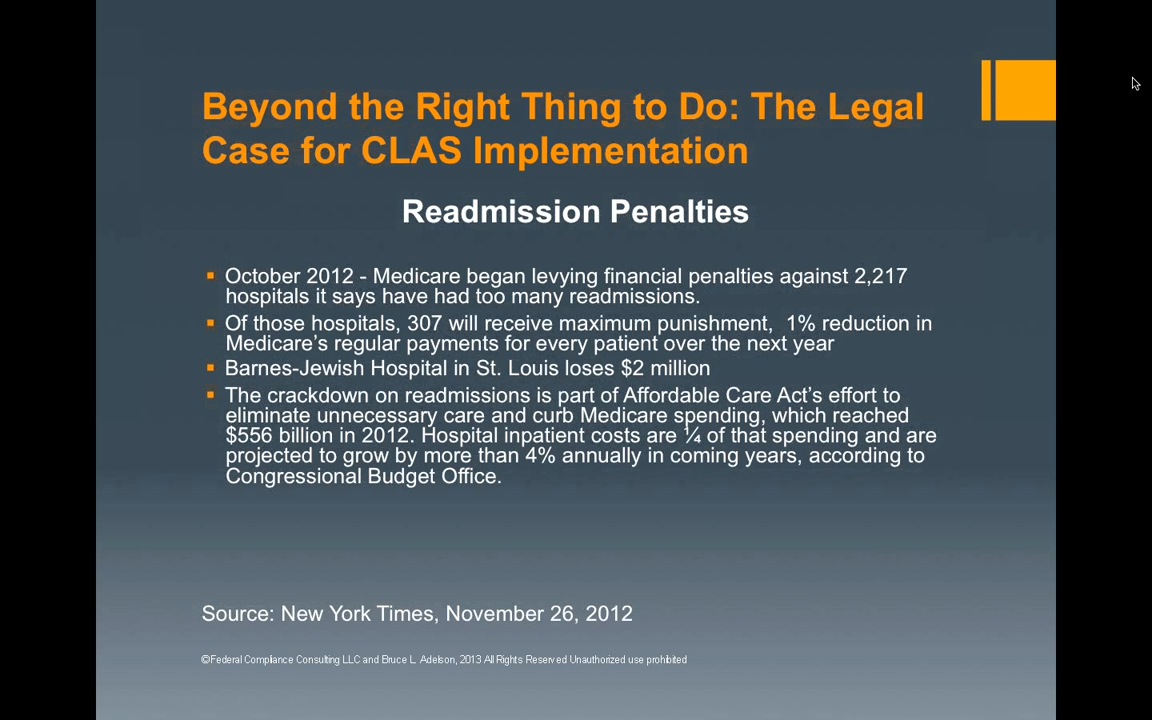 Beyond the Right Thing to Do: The Legal
Case for CLAS Implementation
Readmission Penalties
▪ October 2012 - Medicare began levying financial penalties against 2,217
hospitals it says have had too many readmissions.
▪ Of those hospitals, 307 will receive maximum punishment,  1% reduction in
Medicare’s regular payments for every patient over the next year
▪ Barnes-Jewish Hospital in St. Louis loses $2 million
▪ The crackdown on readmissions is part of Affordable Care Act’s effort to
eliminate unnecessary care and curb Medicare spending, which reached
$556 billion in 2012. Hospital inpatient costs are ¼ of that spending and are
projected to grow by more than 4% annually in coming years, according to
Congressional Budget Office.
Source: New York Times, November 26, 2012
©Federal Compliance Consulting LLC and Bruce L. Adelson, 2013 All Rights Reserved Unauthorized use prohibited